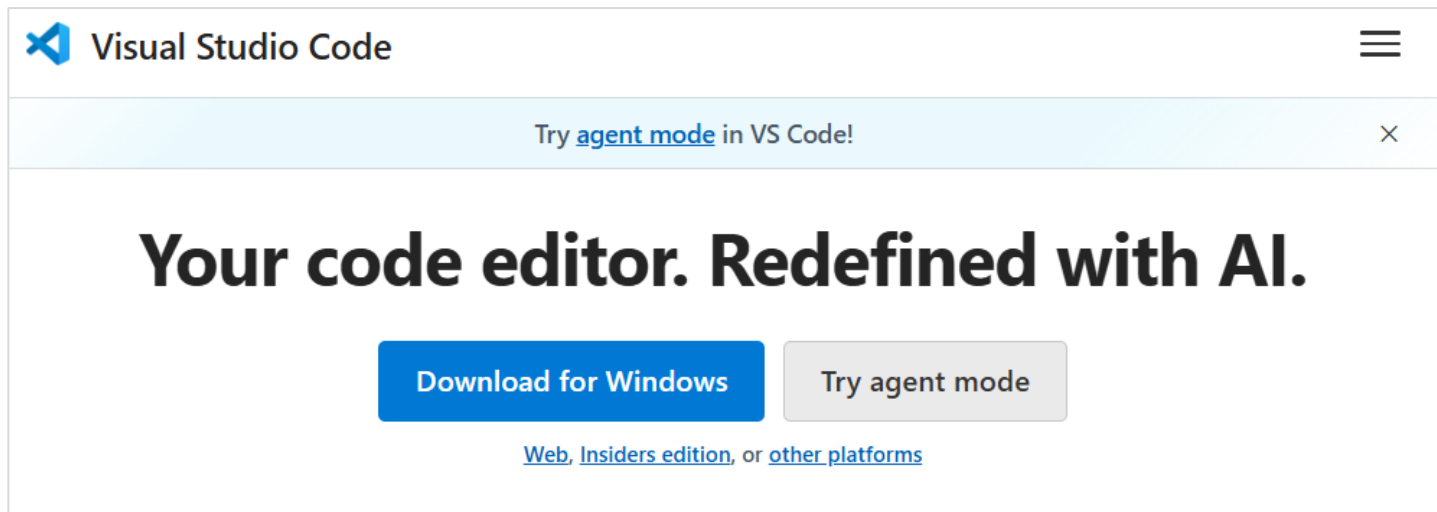 Visual Studio Code
Try agent mode in VS Code!
Your code editor. Redefined with AI.
Download for Windows
Try agent mode
Web, Insiders edition, or other platforms